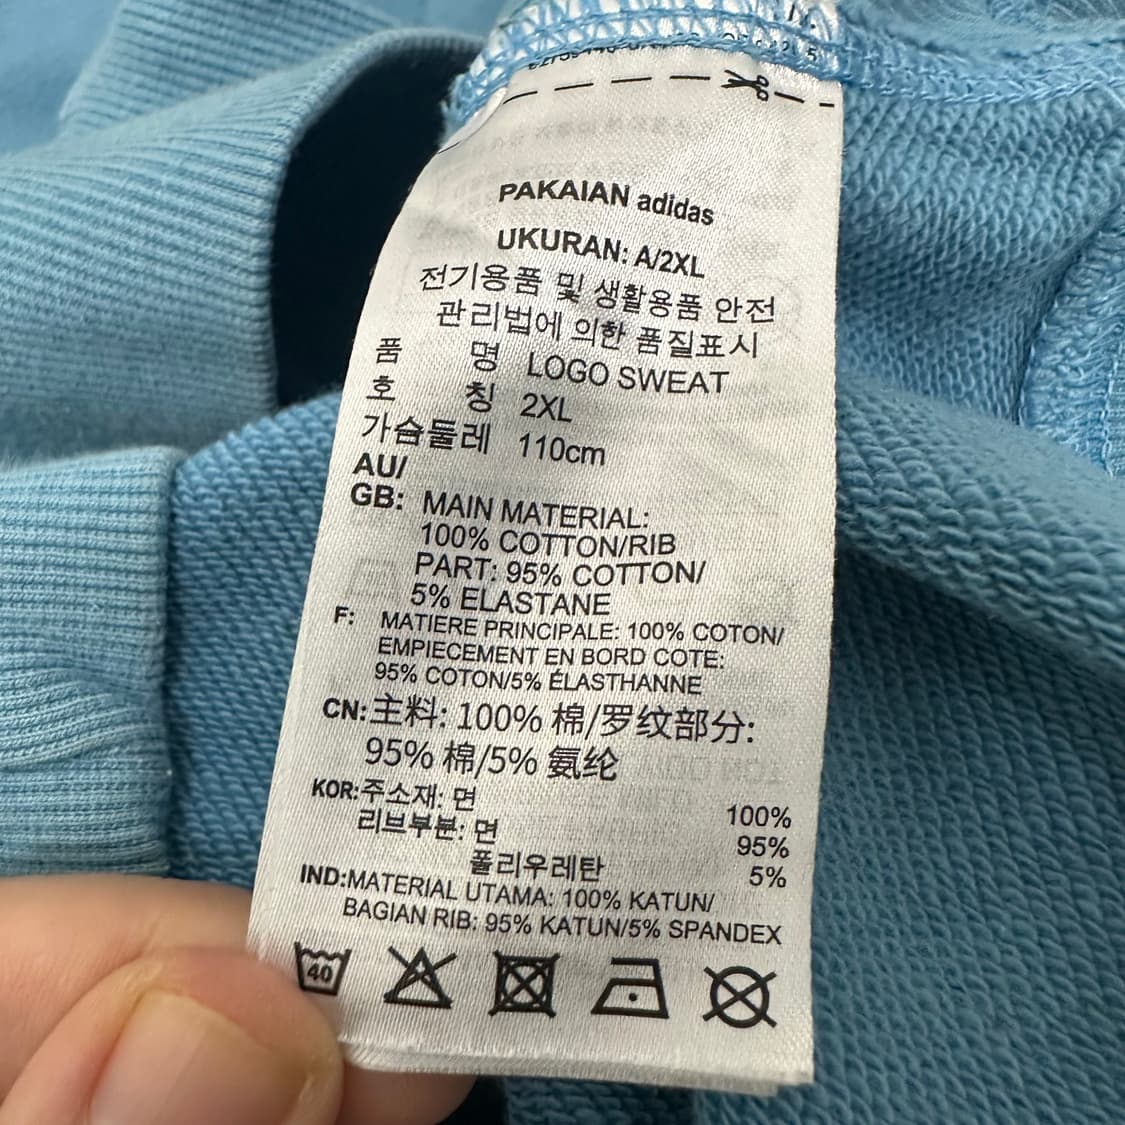 PAKAIAN adidas
UKURAN: A/2XL
전기용품 및 생활용품 안전
관리법에 의한 품질표시
품 명 LOGO SWEAT
호 칭 2XL
가슴둘레 110cm
AU/
GB: MAIN MATERIAL:
100% COTTON/RIB
PART: 95% COTTON/
5% ELASTANE
F: MATIERE PRINCIPALE: 100% COTON/
EMPIECEMENT EN BORD COTE:
95% COTON/5% ÉLASTHANNE
CN:主料: 100% 棉/罗纹部分:
95% 棉/5% 氨纶
KOR:주소재: 면 100%
리브부분: 면 95%
폴리우레탄 5%
IND:MATERIAL UTAMA: 100% KATUN/
BAGIAN RIB: 95% KATUN/5% SPANDEX
40